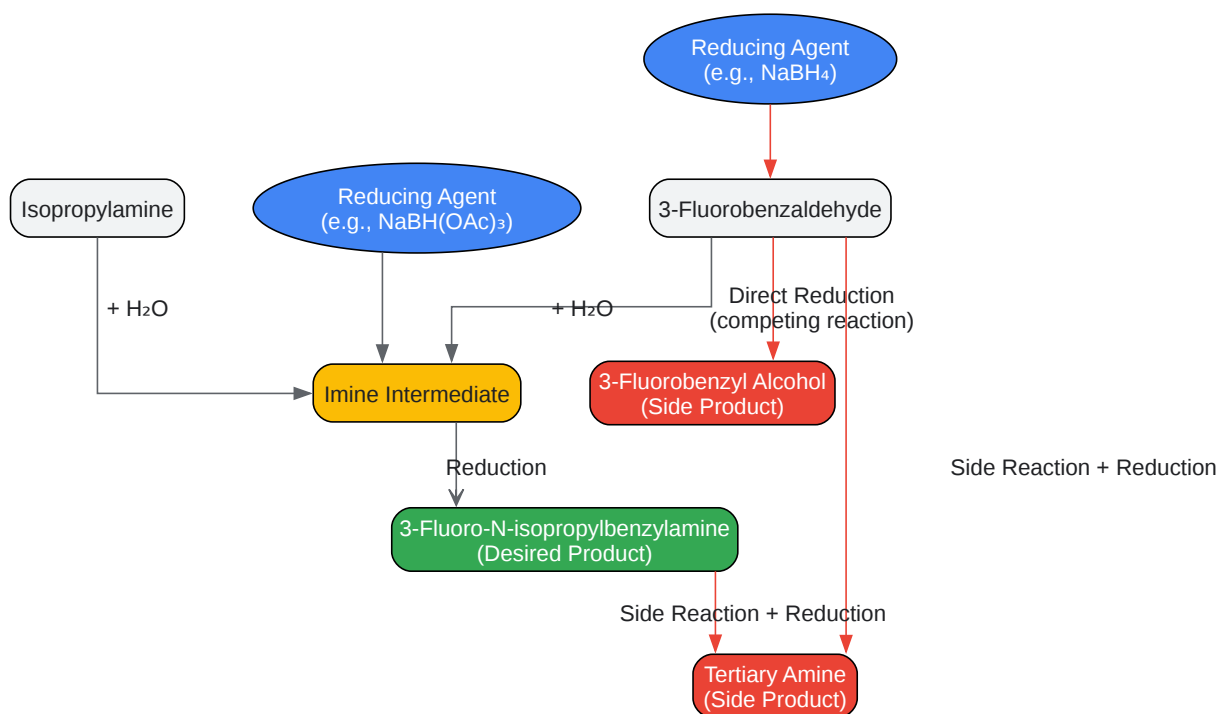 Reducing Agent
(e.g., NaBH₄)
Isopropylamine
Reducing Agent
(e.g., NaBH(OAc)₃)
3-Fluorobenzaldehyde
+ H₂O
+ H₂O
Direct Reduction
(competing reaction)
Imine Intermediate
3-Fluorobenzyl Alcohol
(Side Product)
Reduction
Side Reaction + Reduction
3-Fluoro-N-isopropylbenzylamine
(Desired Product)
Side Reaction + Reduction
Tertiary Amine
(Side Product)